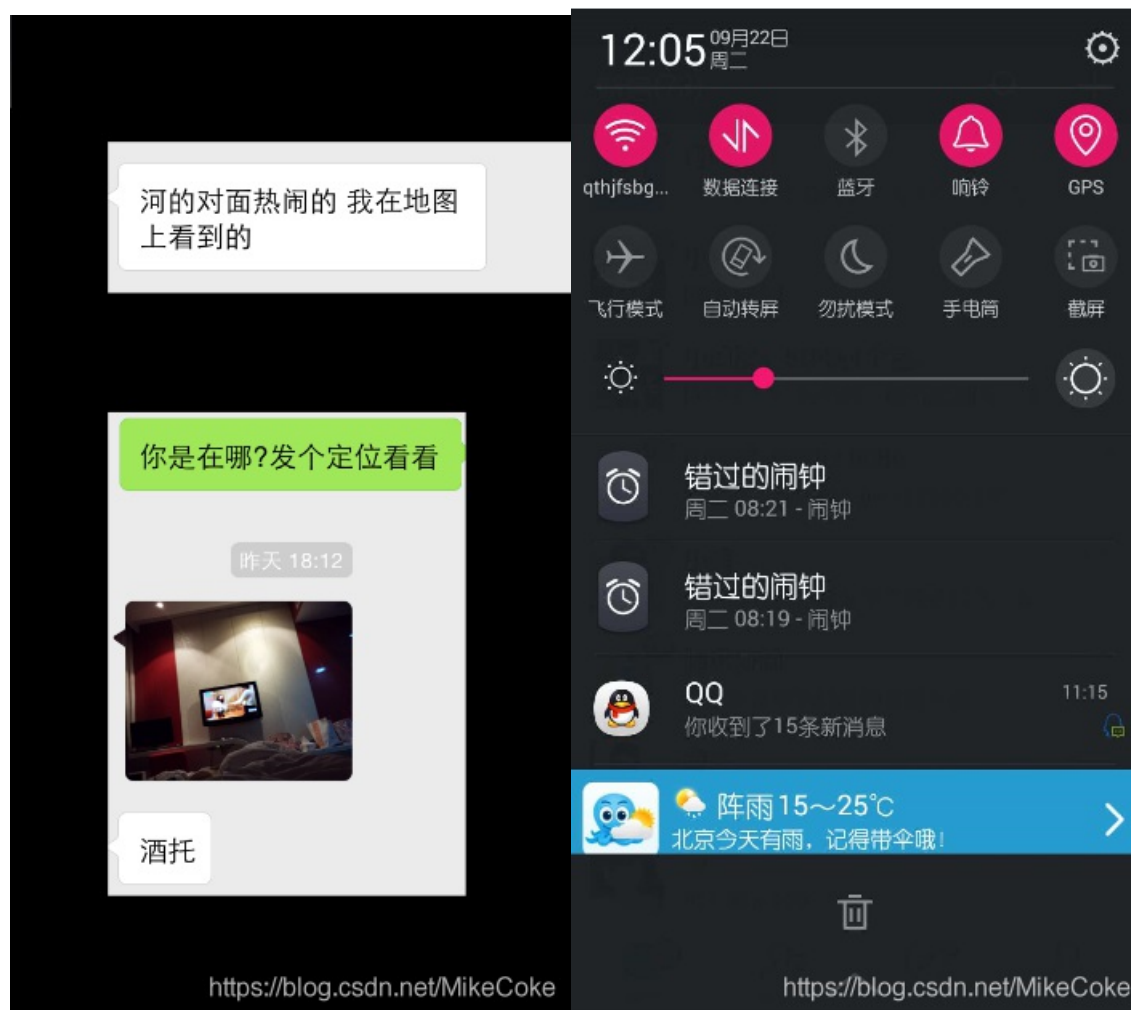 河的对面热闹的 我在地图
上看到的
你是在哪?发个定位看看
昨天 18:12
酒托
https://blog.csdn.net/MikeCoke
12:05
09月22日
周二
qthjfsbg...
数据连接
蓝牙
响铃
GPS
飞行模式
自动转屏
勿扰模式
手电筒
截屏
错过的闹钟
周二 08:21 - 闹钟
错过的闹钟
周二 08:19 - 闹钟
QQ
11:15
你收到了15条新消息
阵雨15～25℃
北京今天有雨，记得带伞哦!
https://blog.csdn.net/MikeCoke